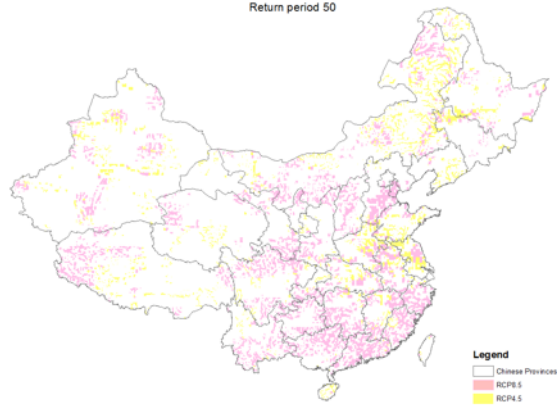 Return period 50
Legend
Chinese Provinces
RCP8.5
RCP4.5